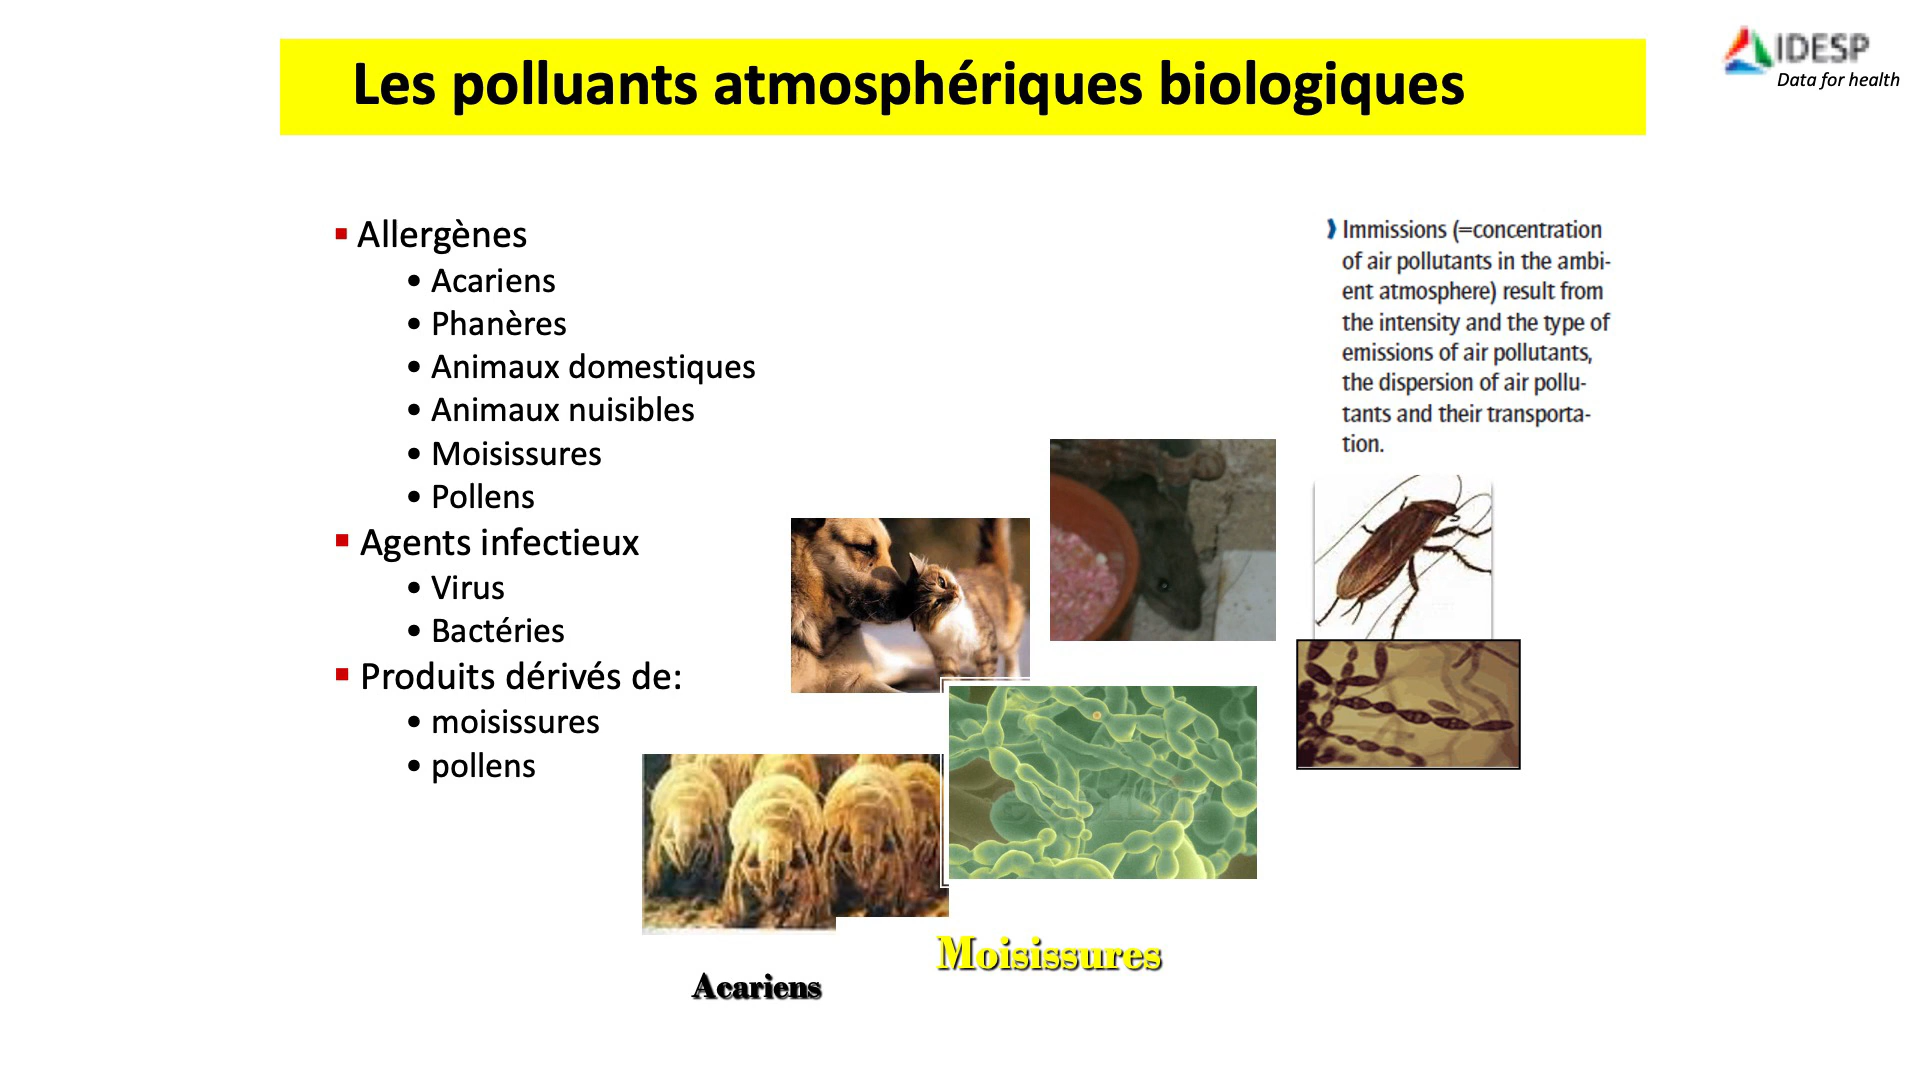 Les polluants atmosphériques biologiques
IDESP
Data for health
▪ Allergènes
• Acariens
• Phanères
• Animaux domestiques
• Animaux nuisibles
• Moisissures
• Pollens
▪ Agents infectieux
• Virus
• Bactéries
▪ Produits dérivés de:
• moisissures
• pollens
Immissions (=concentration
of air pollutants in the ambi-
ent atmosphere) result from
the intensity and the type of
emissions of air pollutants,
the dispersion of air pollu-
tants and their transporta-
tion.
Moisissures
Acariens